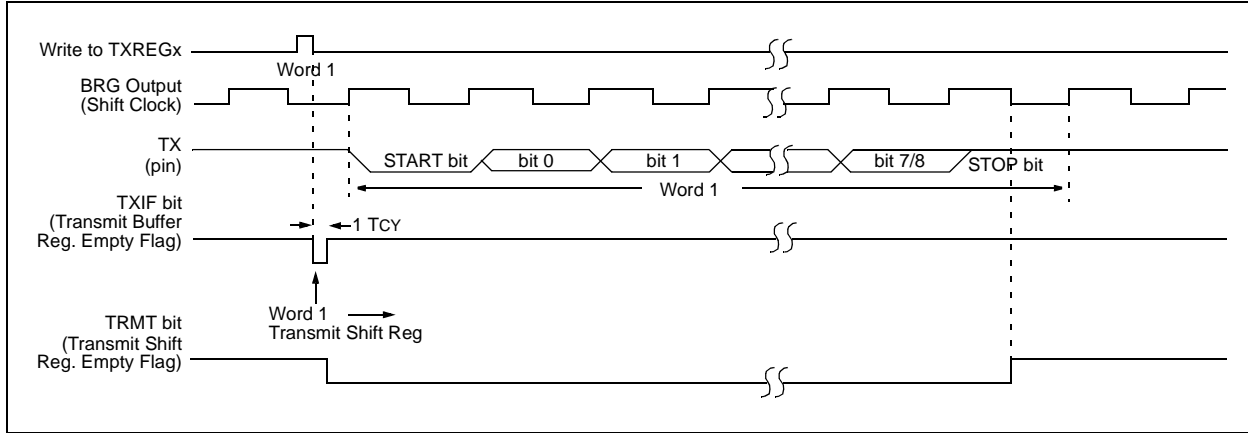 Write to TXREGx
Word 1
BRG Output
(Shift Clock)
TX
(pin)
START bit
bit 0
bit 1
bit 7/8
STOP bit
Word 1
TXIF bit
(Transmit Buffer
Reg. Empty Flag)
1 TCY
Word 1
Transmit Shift Reg
TRMT bit
(Transmit Shift
Reg. Empty Flag)